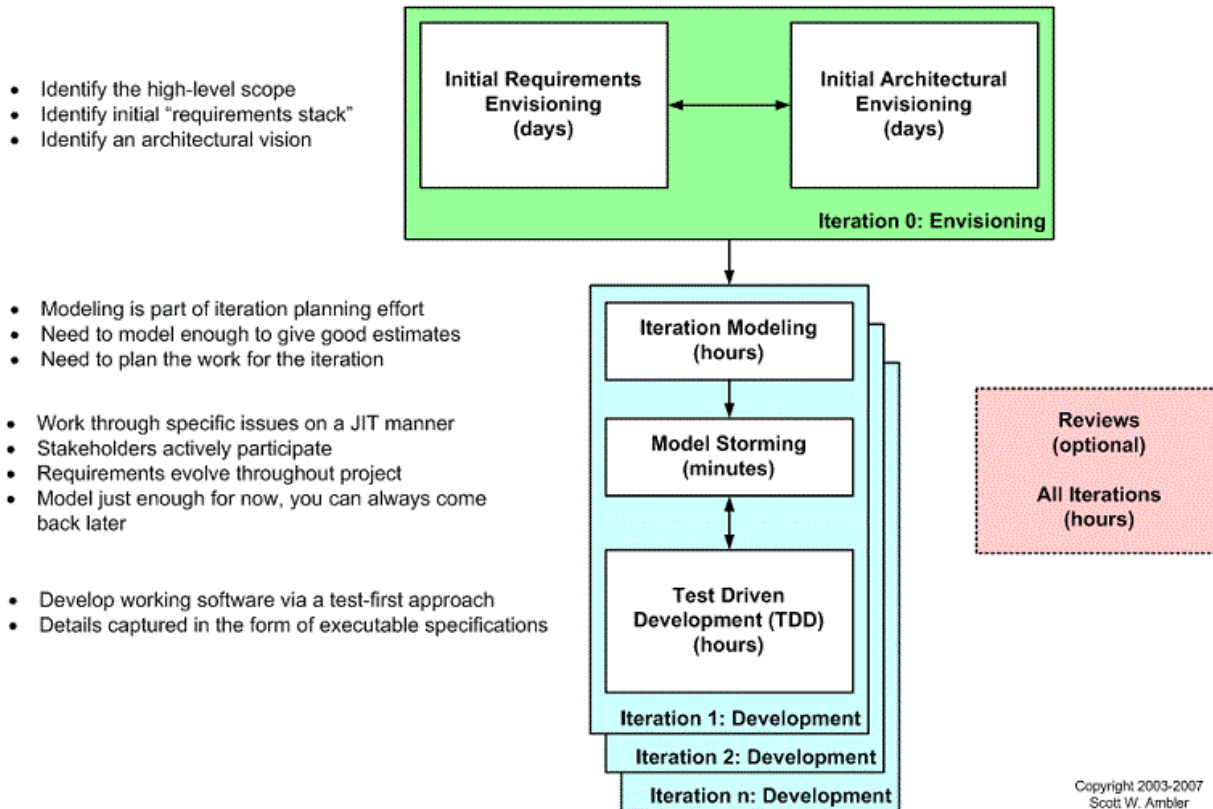 Initial Requirements
Envisioning
(days)
Initial Architectural
Envisioning
(days)
Iteration 0: Envisioning
• Identify the high-level scope
• Identify initial “requirements stack”
• Identify an architectural vision
• Modeling is part of iteration planning effort
• Need to model enough to give good estimates
• Need to plan the work for the iteration
Iteration Modeling
(hours)
• Work through specific issues on a JIT manner
• Stakeholders actively participate
• Requirements evolve throughout project
• Model just enough for now, you can always come
back later
Model Storming
(minutes)
• Develop working software via a test-first approach
• Details captured in the form of executable specifications
Test Driven
Development (TDD)
(hours)
Iteration 1: Development
Iteration 2: Development
Iteration n: Development
Reviews
(optional)
All Iterations
(hours)
Copyright 2003-2007
Scott W. Ambler